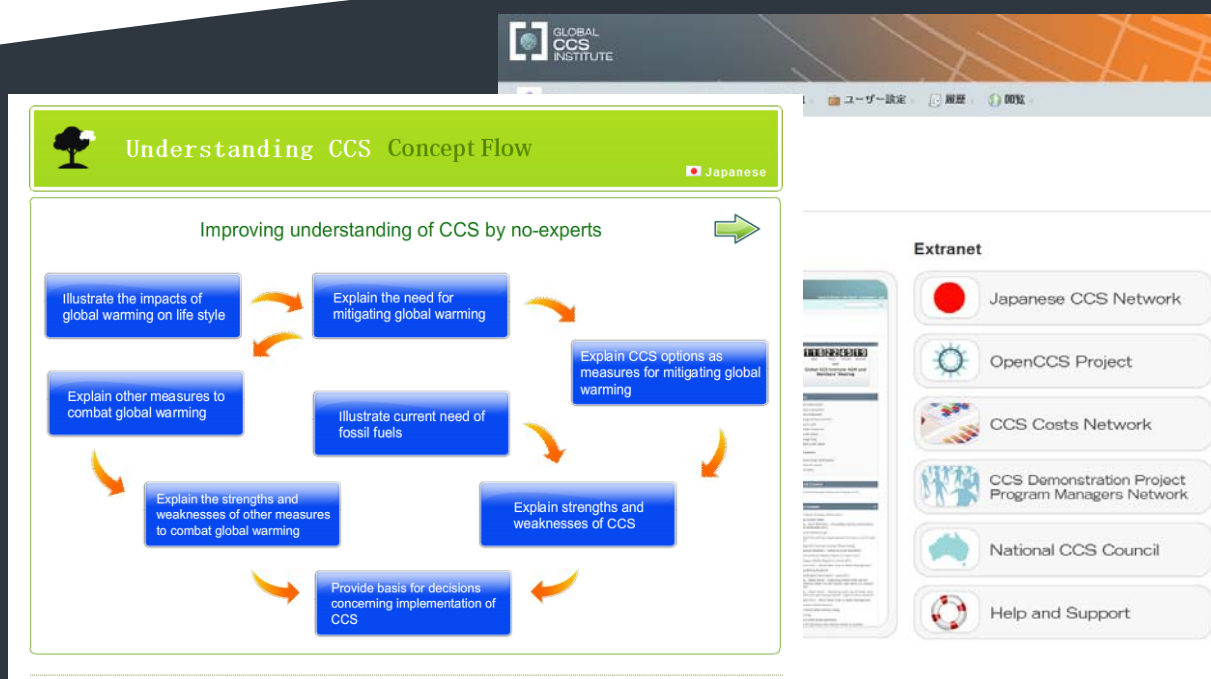 GLOBAL
CCS
INSTITUTE
ユーザー設定
履歴
閲覧
Understanding CCS Concept Flow
Japanese
Improving understanding of CCS by no-experts
Illustrate the impacts of
global warming on life style
Explain the need for
mitigating global warming
Explain CCS options as
measures for mitigating global
warming
Explain other measures to
combat global warming
Illustrate current need of
fossil fuels
Explain the strengths and
weaknesses of other measures
to combat global warming
Explain strengths and
weaknesses of CCS
Provide basis for decisions
concerning implementation of
CCS
Extranet
Japanese CCS Network
OpenCCS Project
CCS Costs Network
CCS Demonstration Project
Program Managers Network
National CCS Council
Help and Support